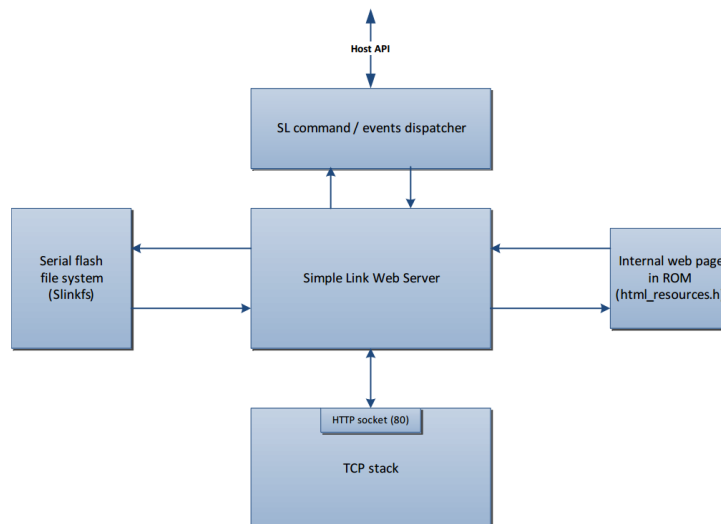 Host API
SL command / events dispatcher
Serial flash
file system
(Slinkfs)
Simple Link Web Server
Internal web page
in ROM
(html_resources.h
HTTP socket (80)
TCP stack